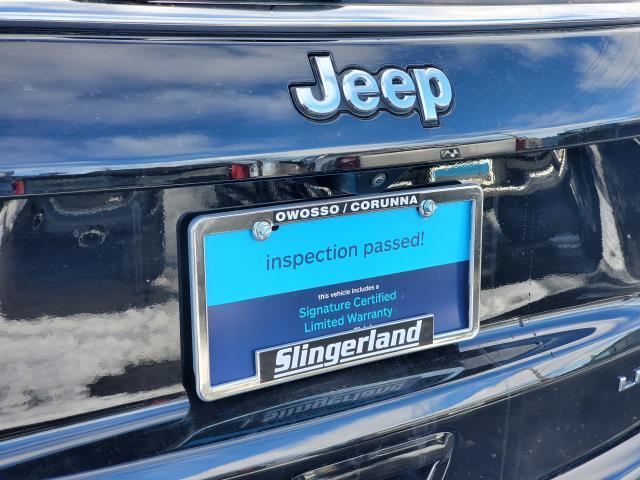 Jeep
OWOSSO / CORUNNA
inspection passed!
this vehicle includes a
Signature Certified
Limited Warranty
Slingerland